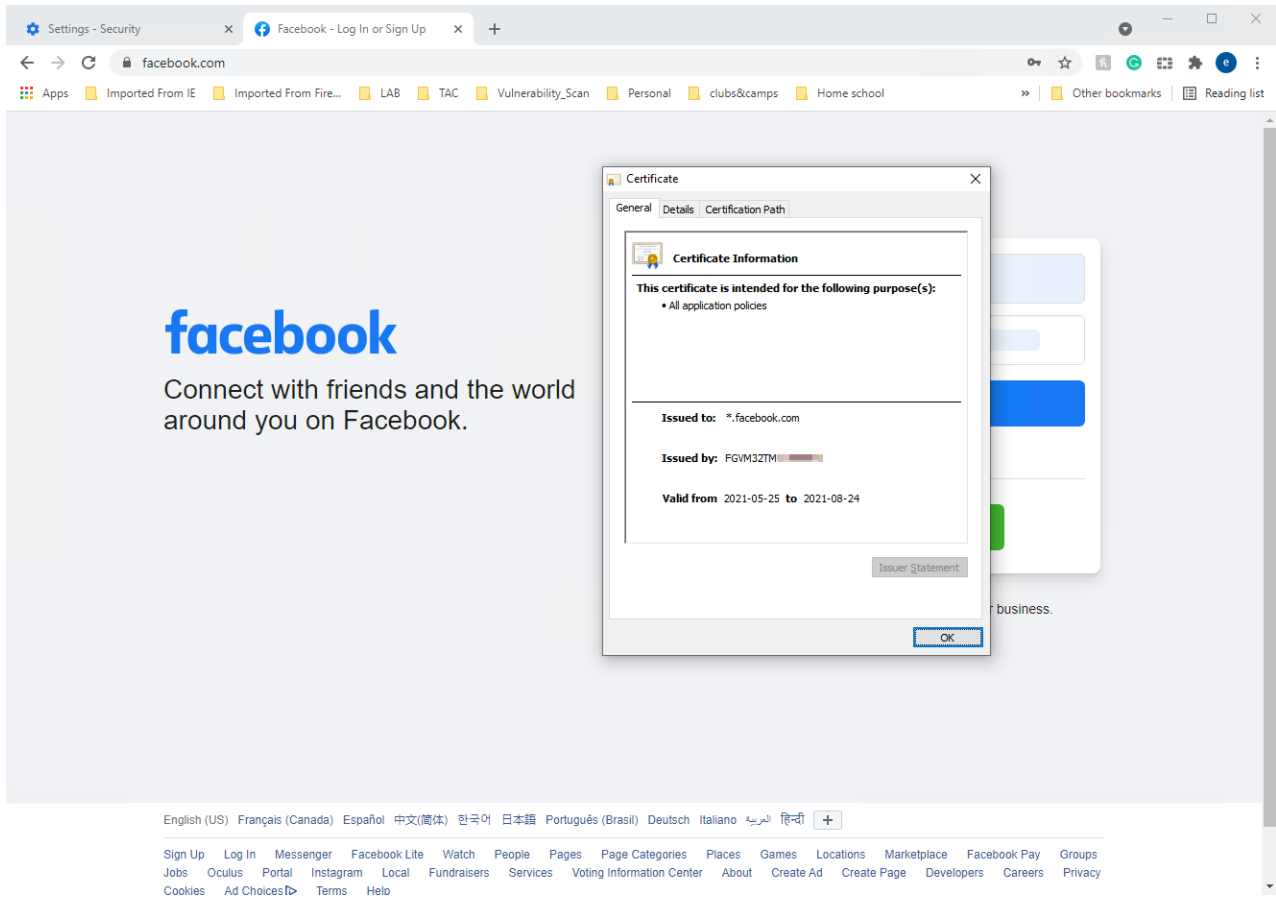 Settings - Security
Facebook - Log In or Sign Up
facebook.com
e
Apps Imported From IE Imported From Fire... LAB TAC Vulnerability_Scan Personal clubs&camps Home school » Other bookmarks Reading list
Certificate
General Details Certification Path
Certificate Information
This certificate is intended for the following purpose(s):
• All application policies
Issued to: *.facebook.com
Issued by: FGVM32TM
Valid from 2021-05-25 to 2021-08-24
Issuer Statement
OK
facebook
Connect with friends and the world
around you on Facebook.
business.
English (US) Français (Canada) Español 中文(简体) 한국어 日本語 Português (Brasil) Deutsch Italiano العربية हिन्दी +
Sign Up Log In Messenger Facebook Lite Watch People Pages Page Categories Places Games Locations Marketplace Facebook Pay Groups
Jobs Oculus Portal Instagram Local Fundraisers Services Voting Information Center About Create Ad Create Page Developers Careers Privacy
Cookies Ad Choices Terms Help